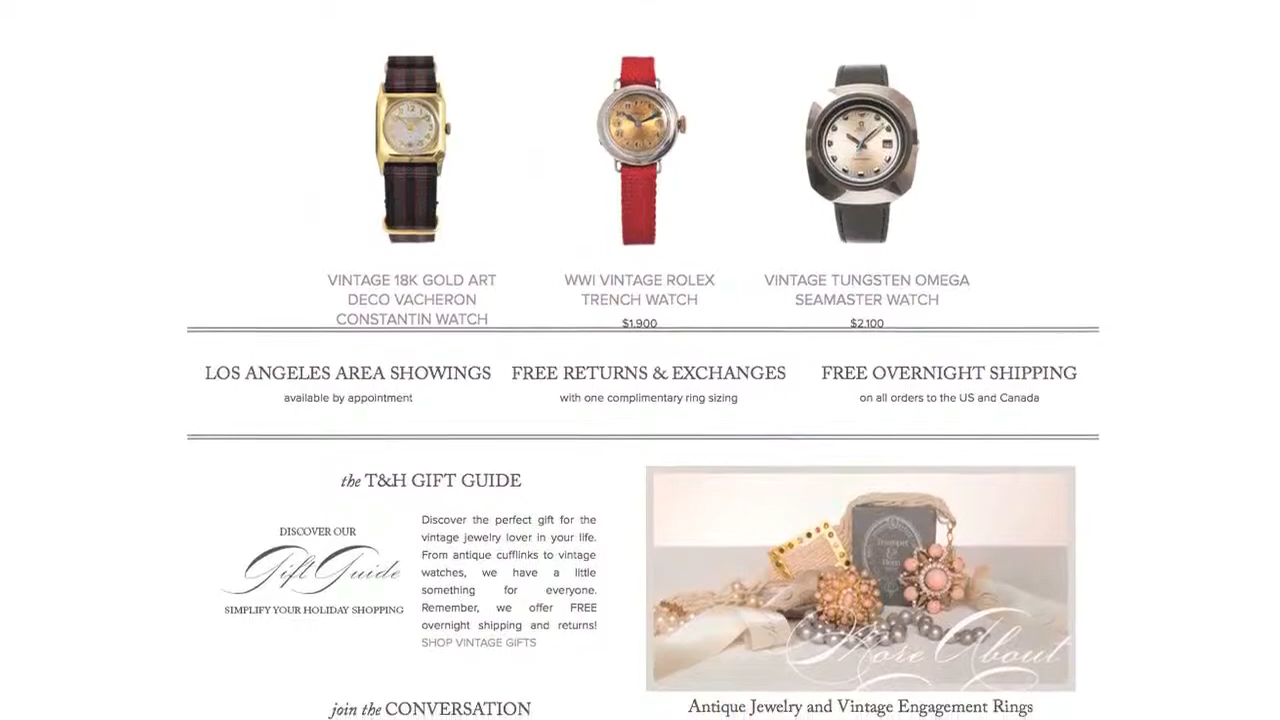 VINTAGE 18K GOLD ART
DECO VACHERON
CONSTANTIN WATCH
WWI VINTAGE ROLEX
TRENCH WATCH
$1,900
VINTAGE TUNGSTEN OMEGA
SEAMASTER WATCH
$2,100
LOS ANGELES AREA SHOWINGS
available by appointment
FREE RETURNS & EXCHANGES
with one complimentary ring sizing
FREE OVERNIGHT SHIPPING
on all orders to the US and Canada
the T&H GIFT GUIDE
DISCOVER OUR
Gift Guide
SIMPLIFY YOUR HOLIDAY SHOPPING
Discover the perfect gift for the
vintage jewelry lover in your life.
From antique cufflinks to vintage
watches, we have a little
something for everyone.
Remember, we offer FREE
overnight shipping and returns!
SHOP VINTAGE GIFTS
Trumpet
&
Horn
More About
join the CONVERSATION
Antique Jewelry and Vintage Engagement Rings